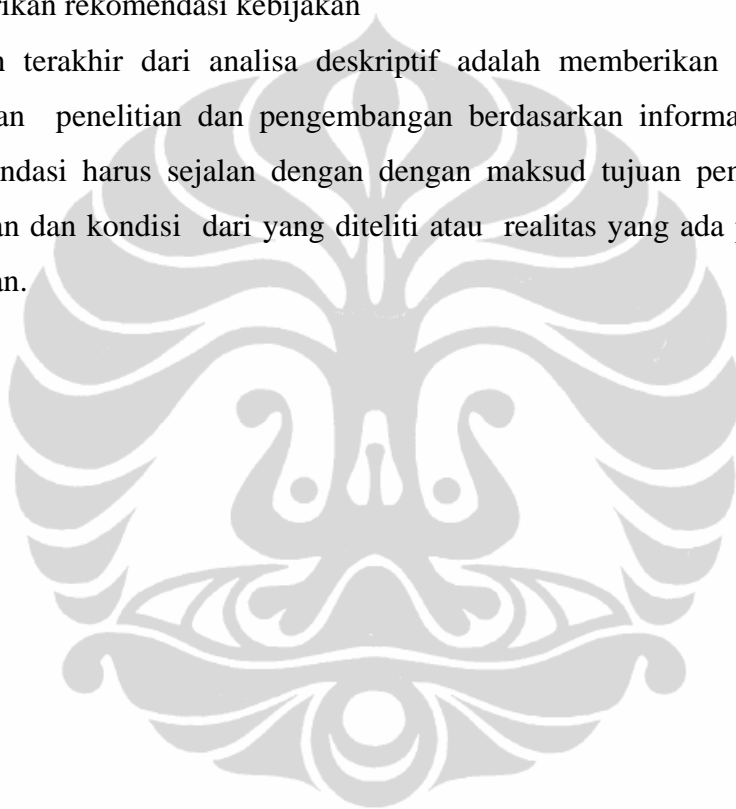 rikan rekomendasi kebijakan
terakhir dari analisa deskriptif adalah memberikan
an penelitian dan pengembangan berdasarkan informa
ndasi harus sejalan dengan dengan maksud tujuan pen
an dan kondisi dari yang diteliti atau realitas yang ada
an.